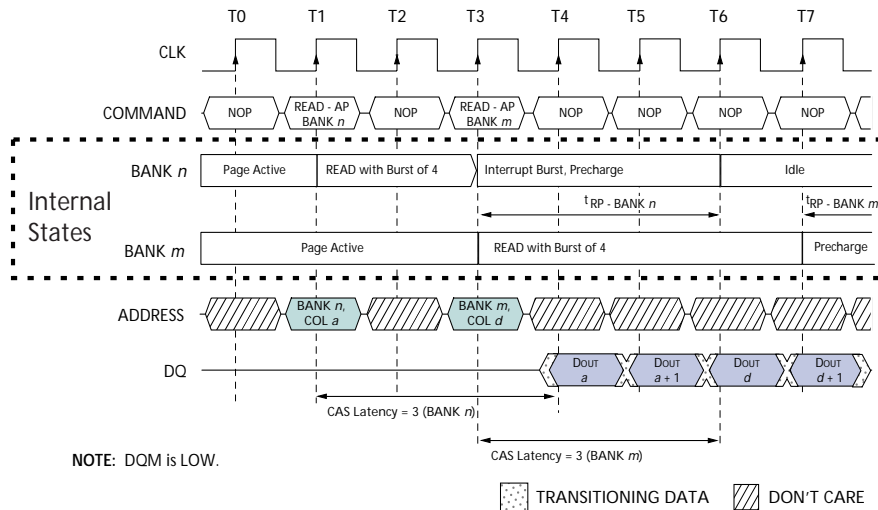 T0 T1 T2 T3 T4 T5 T6 T7
CLK
COMMAND NOP READ - AP BANK n NOP READ - AP BANK m NOP NOP NOP NOP
Internal States
BANK n Page Active READ with Burst of 4 Interrupt Burst, Precharge Idle
tRP - BANK n tRP - BANK m
BANK m Page Active READ with Burst of 4 Precharge
ADDRESS BANK n, COL a BANK m, COL d
DQ DOUT a DOUT a + 1 DOUT d DOUT d + 1
CAS Latency = 3 (BANK n)
CAS Latency = 3 (BANK m)
NOTE: DQM is LOW.
TRANSITIONING DATA DON'T CARE